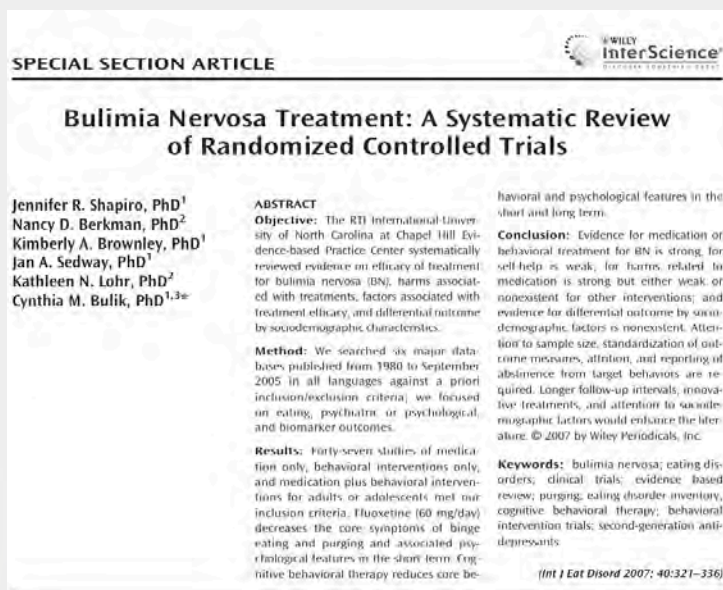 SPECIAL SECTION ARTICLE
WILEY
InterScience®
Bulimia Nervosa Treatment: A Systematic Review
of Randomized Controlled Trials
Jennifer R. Shapiro, PhD¹
Nancy D. Berkman, PhD²
Kimberly A. Brownley, PhD¹
Jan A. Sedway, PhD¹
Kathleen N. Lohr, PhD²
Cynthia M. Bulik, PhD¹,³*
ABSTRACT
Objective: The RTI International-Univer-
sity of North Carolina at Chapel Hill Evi-
dence-based Practice Center systematically
reviewed evidence on efficacy of treatment
for bulimia nervosa (BN), harms associat-
ed with treatments, factors associated with
treatment efficacy, and differential outcome
by sociodemographic characteristics.
Method: We searched six major data-
bases published from 1980 to September
2005 in all languages against a priori
inclusion/exclusion criteria; we focused
on eating, psychiatric or psychological,
and biomarker outcomes.
Results: Forty-seven studies of medica-
tion only, behavioral interventions only,
and medication plus behavioral interven-
tions for adults or adolescents met our
inclusion criteria. Fluoxetine (60 mg/day)
decreases the core symptoms of binge
eating and purging and associated psy-
chological features in the short term. Cog-
nitive behavioral therapy reduces core be-
havioral and psychological features in the
short and long term.
Conclusion: Evidence for medication or
behavioral treatment for BN is strong, for
self-help is weak; for harms related to
medication is strong but either weak or
nonexistent for other interventions; and
evidence for differential outcome by socio-
demographic factors is nonexistent. Atten-
tion to sample size, standardization of out-
come measures, attrition, and reporting of
abstinence from target behaviors are re-
quired. Longer follow-up intervals, innova-
tive treatments, and attention to sociode-
mographic factors would enhance the liter-
ature. © 2007 by Wiley Periodicals, Inc.
Keywords: bulimia nervosa; eating dis-
orders; clinical trials; evidence based
review; purging; eating disorder inventory,
cognitive behavioral therapy; behavioral
intervention trials; second-generation anti-
depressants
(Int J Eat Disord 2007; 40:321–336)